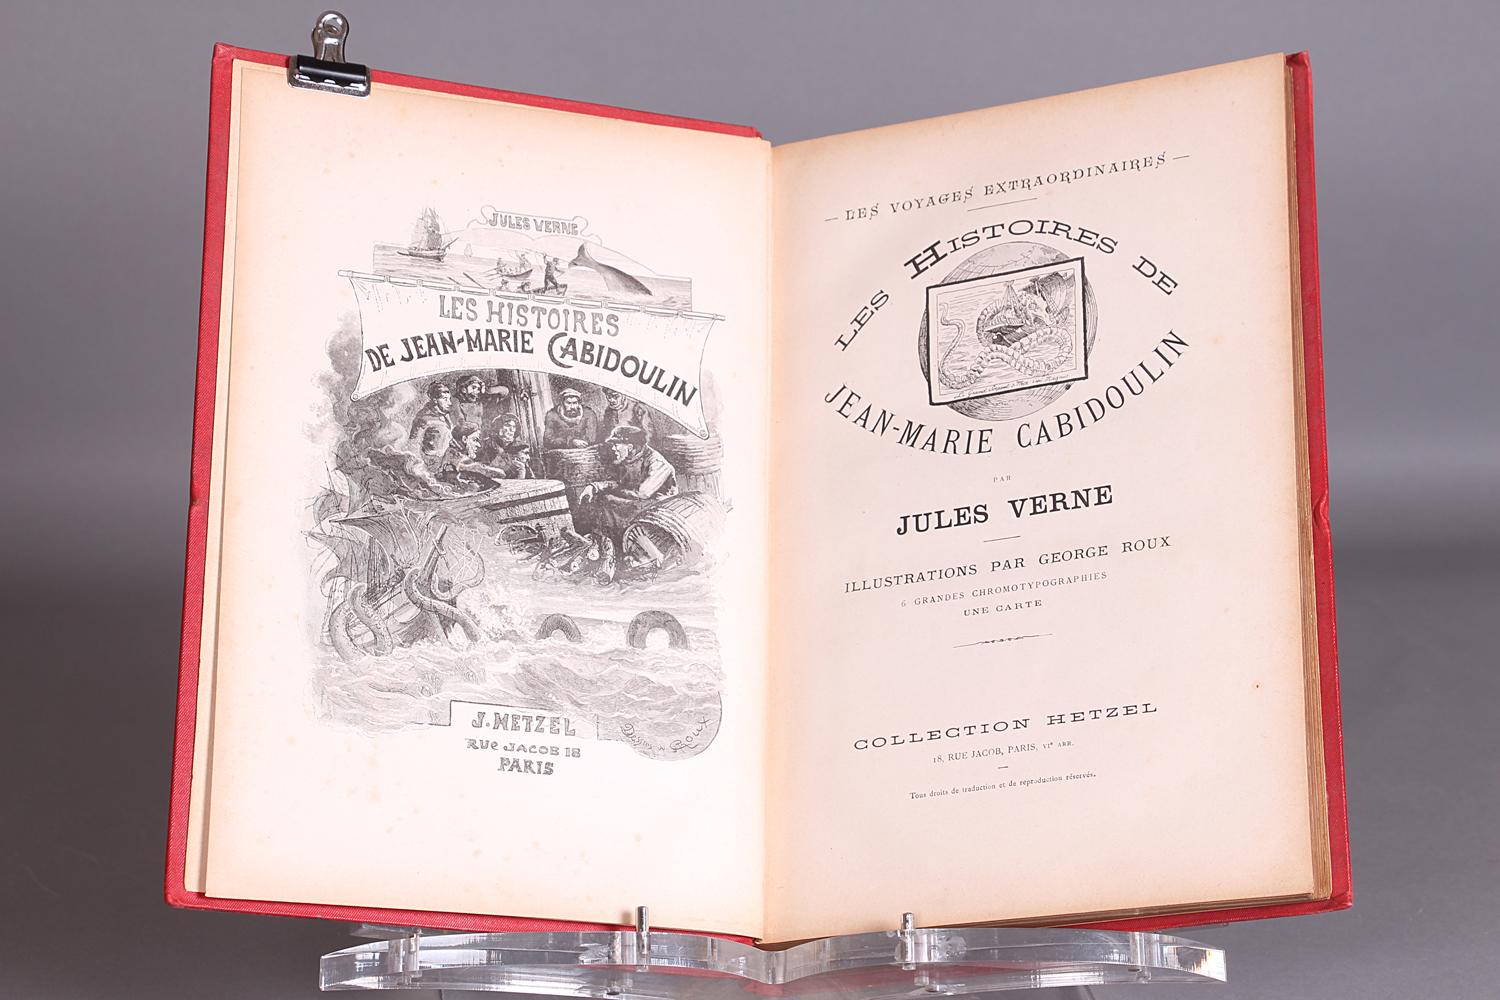 JULES VERNE
LES HISTOIRES
DE JEAN-MARIE CABIDOULIN
J. HETZEL
RUE JACOB 18
PARIS
— LES VOYAGES EXTRAORDINAIRES —
LES HISTOIRES DE
JEAN-MARIE CABIDOULIN
PAR
JULES VERNE
ILLUSTRATIONS PAR GEORGE ROUX
6 GRANDES CHROMOTYPOGRAPHIES
UNE CARTE
COLLECTION HETZEL
18, RUE JACOB, PARIS, VIe ARR.
Tous droits de traduction et de reproduction réservés.